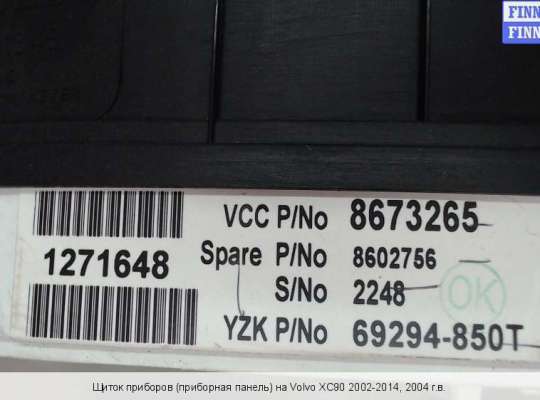 FINN
FINN
VCC P/No 8673265
1271648
Spare P/No 8602756
S/No 2248
OK
YZK P/No 69294-850T
Щиток приборов (приборная панель) на Volvo XC90 2002-2014, 2004 г.в.